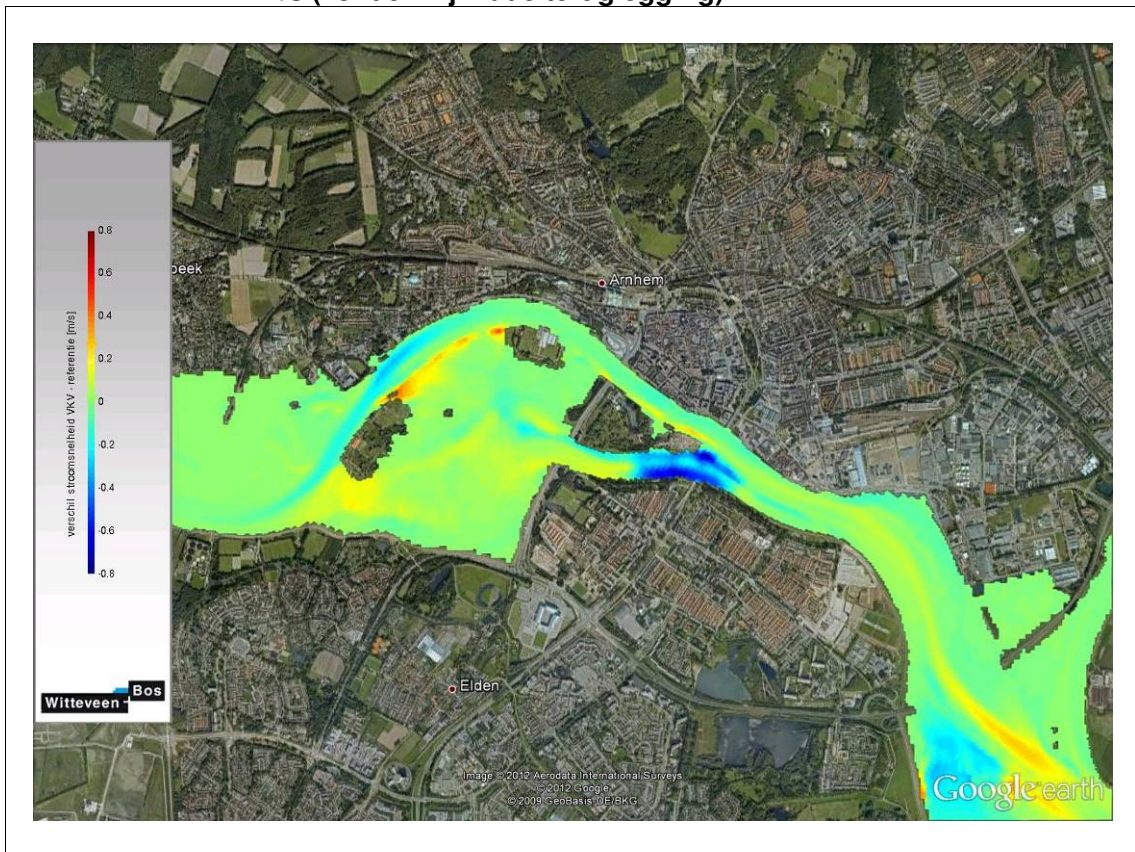 beek
Arnhem
0.8
0.6
0.4
0.2
0
-0.2
-0.4
-0.6
-0.8
verschil stroomsnelheid VKV - referentie [m/s]
Witteveen + Bos
Elden
Image © 2012 Aerodata International Surveys
© 2012 Google
© 2009 GeoBasis-DE/BKG
Google earth